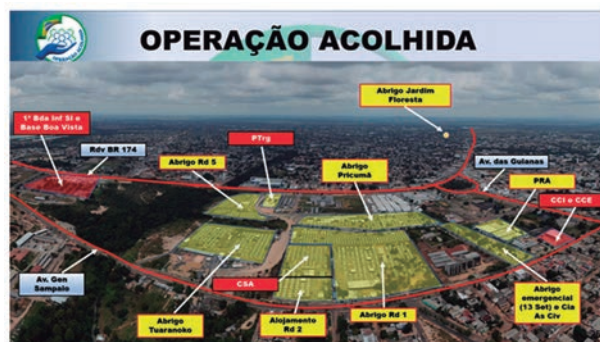 OPERAÇÃO ACOLHIDA
OPERAÇÃO ACOLHIDA
Abrigo Jardim
Floresta
1ª Bda Inf Sl e
Base Boa Vista
PTrg
Rdv BR 174
Abrigo Rd 5
Abrigo
Pricumã
Av. das Guianas
PRA
CCI e CCE
Av. Gen
Sampaio
CSA
Abrigo
Tuaranoko
Alojamento
Rd 2
Abrigo Rd 1
Abrigo
emergencial
(13 Set) e Cia
As Civ